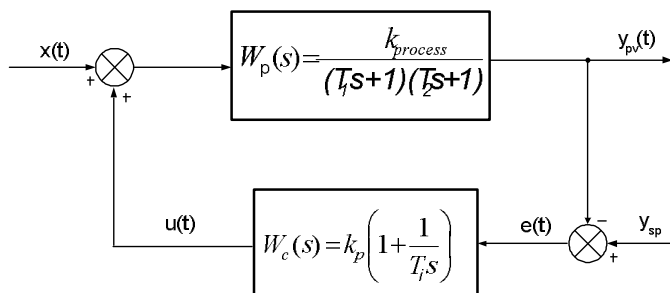 x(t)
+
+
W_p(s) = k_process / ((T_1s+1)(T_2s+1))
y_pv(t)
u(t)
W_c(s) = k_p(1 + 1/(T_i s))
e(t)
−
+
y_sp